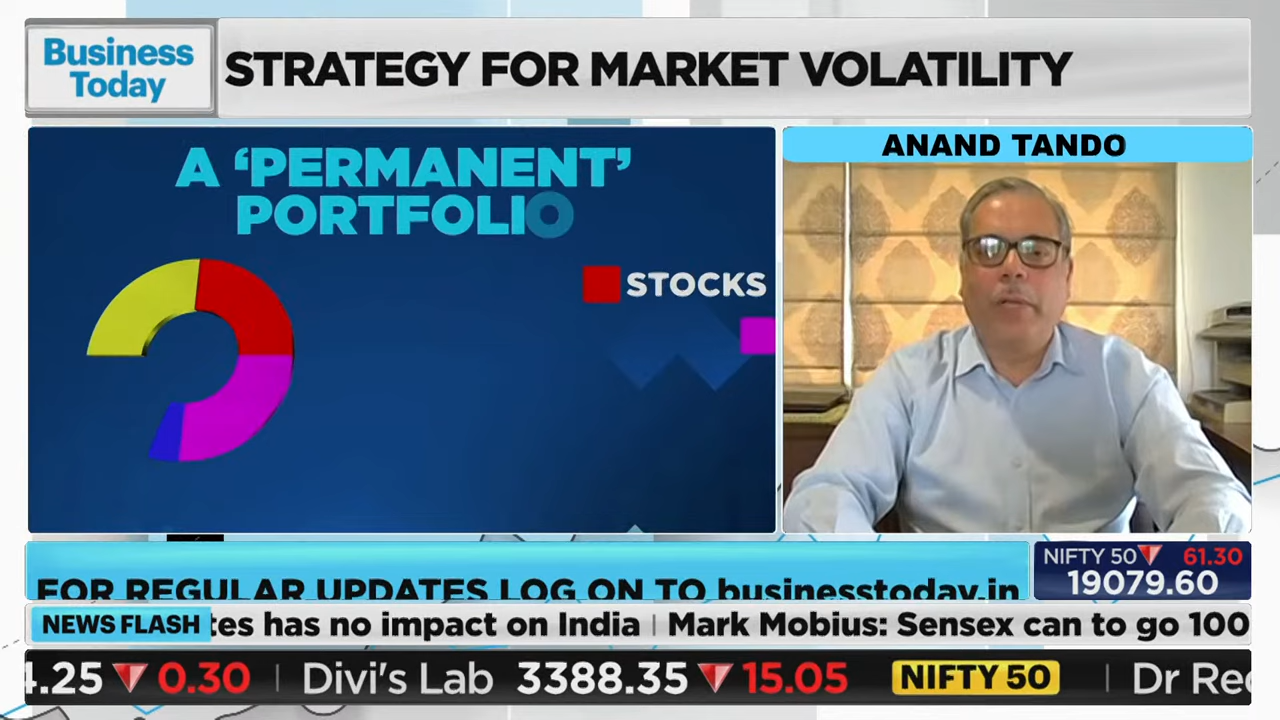 Business
Today
STRATEGY FOR MARKET VOLATILITY
A ‘PERMANENT’
PORTFOLIO
STOCKS
ANAND TANDO
FOR REGULAR UPDATES LOG ON TO businesstoday.in
NIFTY 50 61.30
19079.60
NEWS FLASH tes has no impact on India | Mark Mobius: Sensex can to go 100
4.25 0.30 | Divi's Lab 3388.35 15.05 NIFTY 50 | Dr Red